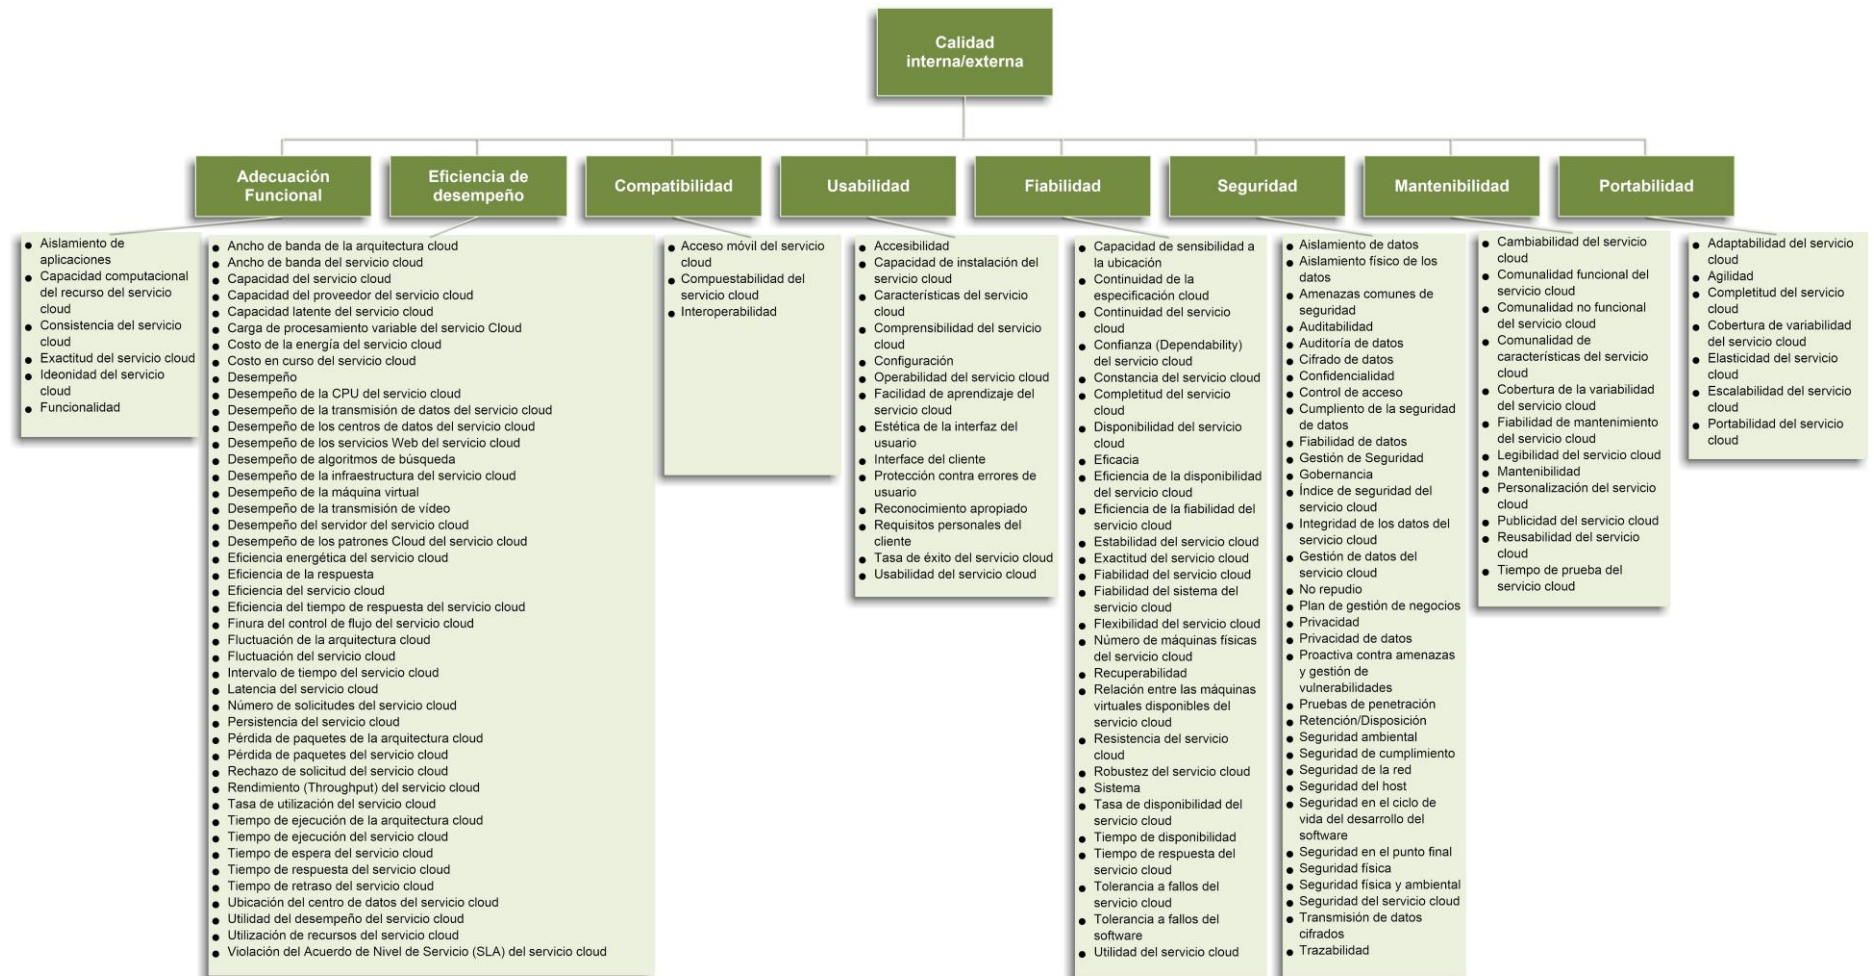 Calidad
interna/externa
Adecuación
Funcional
Eficiencia de
desempeño
Compatibilidad
Usabilidad
Fiabilidad
Seguridad
Mantenibilidad
Portabilidad
● Aislamiento de
aplicaciones
● Capacidad computacional
del recurso del servicio
cloud
● Consistencia del servicio
cloud
● Exactitud del servicio cloud
● Ideonidad del servicio
cloud
● Funcionalidad
● Ancho de banda de la arquitectura cloud
● Ancho de banda del servicio cloud
● Capacidad del servicio cloud
● Capacidad del proveedor del servicio cloud
● Capacidad latente del servicio cloud
● Carga de procesamiento variable del servicio Cloud
● Costo de la energía del servicio cloud
● Costo en curso del servicio cloud
● Desempeño
● Desempeño de la CPU del servicio cloud
● Desempeño de la transmisión de datos del servicio cloud
● Desempeño de los centros de datos del servicio cloud
● Desempeño de los servicios Web del servicio cloud
● Desempeño de algoritmos de búsqueda
● Desempeño de la infraestructura del servicio cloud
● Desempeño de la máquina virtual
● Desempeño de la transmisión de vídeo
● Desempeño del servidor del servicio cloud
● Desempeño de los patrones Cloud del servicio cloud
● Eficiencia energética del servicio cloud
● Eficiencia de la respuesta
● Eficiencia del servicio cloud
● Eficiencia del tiempo de respuesta del servicio cloud
● Finura del control de flujo del servicio cloud
● Fluctuación de la arquitectura cloud
● Fluctuación del servicio cloud
● Intervalo de tiempo del servicio cloud
● Latencia del servicio cloud
● Número de solicitudes del servicio cloud
● Persistencia del servicio cloud
● Pérdida de paquetes de la arquitectura cloud
● Pérdida de paquetes del servicio cloud
● Rechazo de solicitud del servicio cloud
● Rendimiento (Throughput) del servicio cloud
● Tasa de utilización del servicio cloud
● Tiempo de ejecución de la arquitectura cloud
● Tiempo de ejecución del servicio cloud
● Tiempo de espera del servicio cloud
● Tiempo de respuesta del servicio cloud
● Tiempo de retraso del servicio cloud
● Ubicación del centro de datos del servicio cloud
● Utilidad del desempeño del servicio cloud
● Utilización de recursos del servicio cloud
● Violación del Acuerdo de Nivel de Servicio (SLA) del servicio cloud
● Acceso móvil del servicio
cloud
● Compuestabilidad del
servicio cloud
● Interoperabilidad
● Accesibilidad
● Capacidad de instalación del
servicio cloud
● Características del servicio
cloud
● Comprensibilidad del servicio
cloud
● Configuración
● Operabilidad del servicio cloud
● Facilidad de aprendizaje del
servicio cloud
● Estética de la interfaz del
usuario
● Interface del cliente
● Protección contra errores de
usuario
● Reconocimiento apropiado
● Requisitos personales del
cliente
● Tasa de éxito del servicio cloud
● Usabilidad del servicio cloud
● Capacidad de sensibilidad a
la ubicación
● Continuidad de la
especificación cloud
● Continuidad del servicio
cloud
● Confianza (Dependability)
del servicio cloud
● Constancia del servicio cloud
● Completitud del servicio
cloud
● Disponibilidad del servicio
cloud
● Eficacia
● Eficiencia de la disponibilidad
del servicio cloud
● Eficiencia de la fiabilidad del
servicio cloud
● Estabilidad del servicio cloud
● Exactitud del servicio cloud
● Fiabilidad del servicio cloud
● Fiabilidad del sistema del
servicio cloud
● Flexibilidad del servicio cloud
● Número de máquinas físicas
del servicio cloud
● Recuperabilidad
● Relación entre las máquinas
virtuales disponibles del
servicio cloud
● Resistencia del servicio
cloud
● Robustez del servicio cloud
● Sistema
● Tasa de disponibilidad del
servicio cloud
● Tiempo de disponibilidad
● Tiempo de respuesta del
servicio cloud
● Tolerancia a fallos del
servicio cloud
● Tolerancia a fallos del
software
● Utilidad del servicio cloud
● Aislamiento de datos
● Aislamiento físico de los
datos
● Amenazas comunes de
seguridad
● Auditabilidad
● Auditoría de datos
● Cifrado de datos
● Confidencialidad
● Control de acceso
● Cumpliento de la seguridad
de datos
● Fiabilidad de datos
● Gestión de Seguridad
● Gobernancia
● Índice de seguridad del
servicio cloud
● Integridad de los datos del
servicio cloud
● Gestión de datos del
servicio cloud
● No repudio
● Plan de gestión de negocios
● Privacidad
● Privacidad de datos
● Proactiva contra amenazas
y gestión de
vulnerabilidades
● Pruebas de penetración
● Retención/Disposición
● Seguridad ambiental
● Seguridad de cumplimiento
● Seguridad de la red
● Seguridad del host
● Seguridad en el ciclo de
vida del desarrollo del
software
● Seguridad en el punto final
● Seguridad física
● Seguridad física y ambiental
● Seguridad del servicio cloud
● Transmisión de datos
cifrados
● Trazabilidad
● Cambiabilidad del servicio
cloud
● Comunalidad funcional del
servicio cloud
● Comunalidad no funcional
del servicio cloud
● Comunalidad de
características del servicio
cloud
● Cobertura de la variabilidad
del servicio cloud
● Fiabilidad de mantenimiento
del servicio cloud
● Legibilidad del servicio cloud
● Mantenibilidad
● Personalización del servicio
cloud
● Publicidad del servicio cloud
● Reusabilidad del servicio
cloud
● Tiempo de prueba del
servicio cloud
● Adaptabilidad del servicio
cloud
● Agilidad
● Completitud del servicio
cloud
● Cobertura de variabilidad
del servicio cloud
● Elasticidad del servicio
cloud
● Escalabilidad del servicio
cloud
● Portabilidad del servicio
cloud